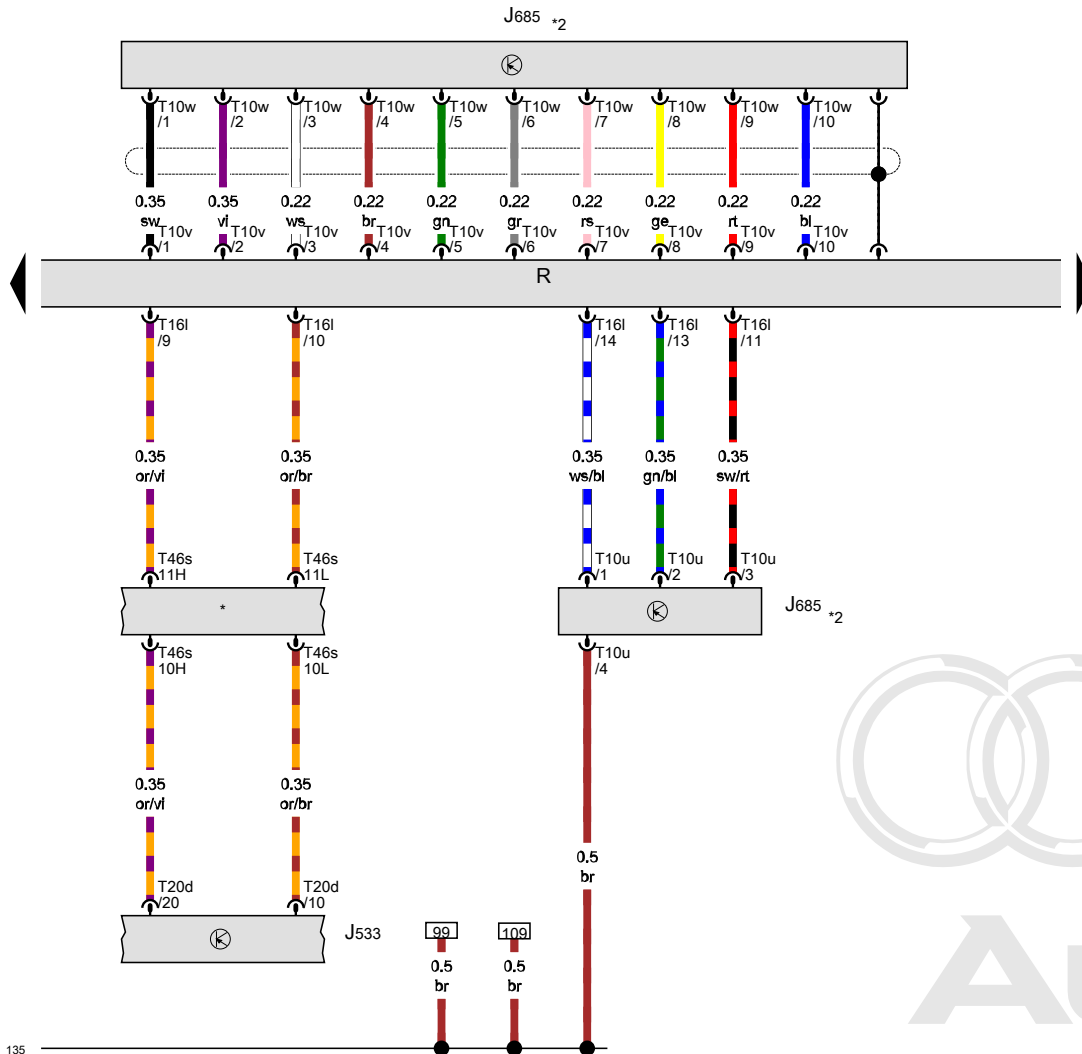 J685 *2
T10w T10w T10w T10w T10w T10w T10w T10w T10w T10w
/1 /2 /3 /4 /5 /6 /7 /8 /9 /10
0.35 0.35 0.22 0.22 0.22 0.22 0.22 0.22 0.22 0.22
sw vi ws br gn gr rs ge rt bl
T10v T10v T10v T10v T10v T10v T10v T10v T10v T10v
/1 /2 /3 /4 /5 /6 /7 /8 /9 /10
R
T16l T16l T16l T16l T16l
/9 /10 /14 /13 /11
0.35 0.35 0.35 0.35 0.35
or/vi or/br ws/bl gn/bl sw/rt
T46s T46s T10u T10u T10u
11H 11L /1 /2 /3
* J685 *2
T46s T46s T10u
10H 10L /4
0.35 0.35
or/vi or/br
0.5
br
T20d T20d
/20 /10
J533 99 109
0.5 0.5
br br
135